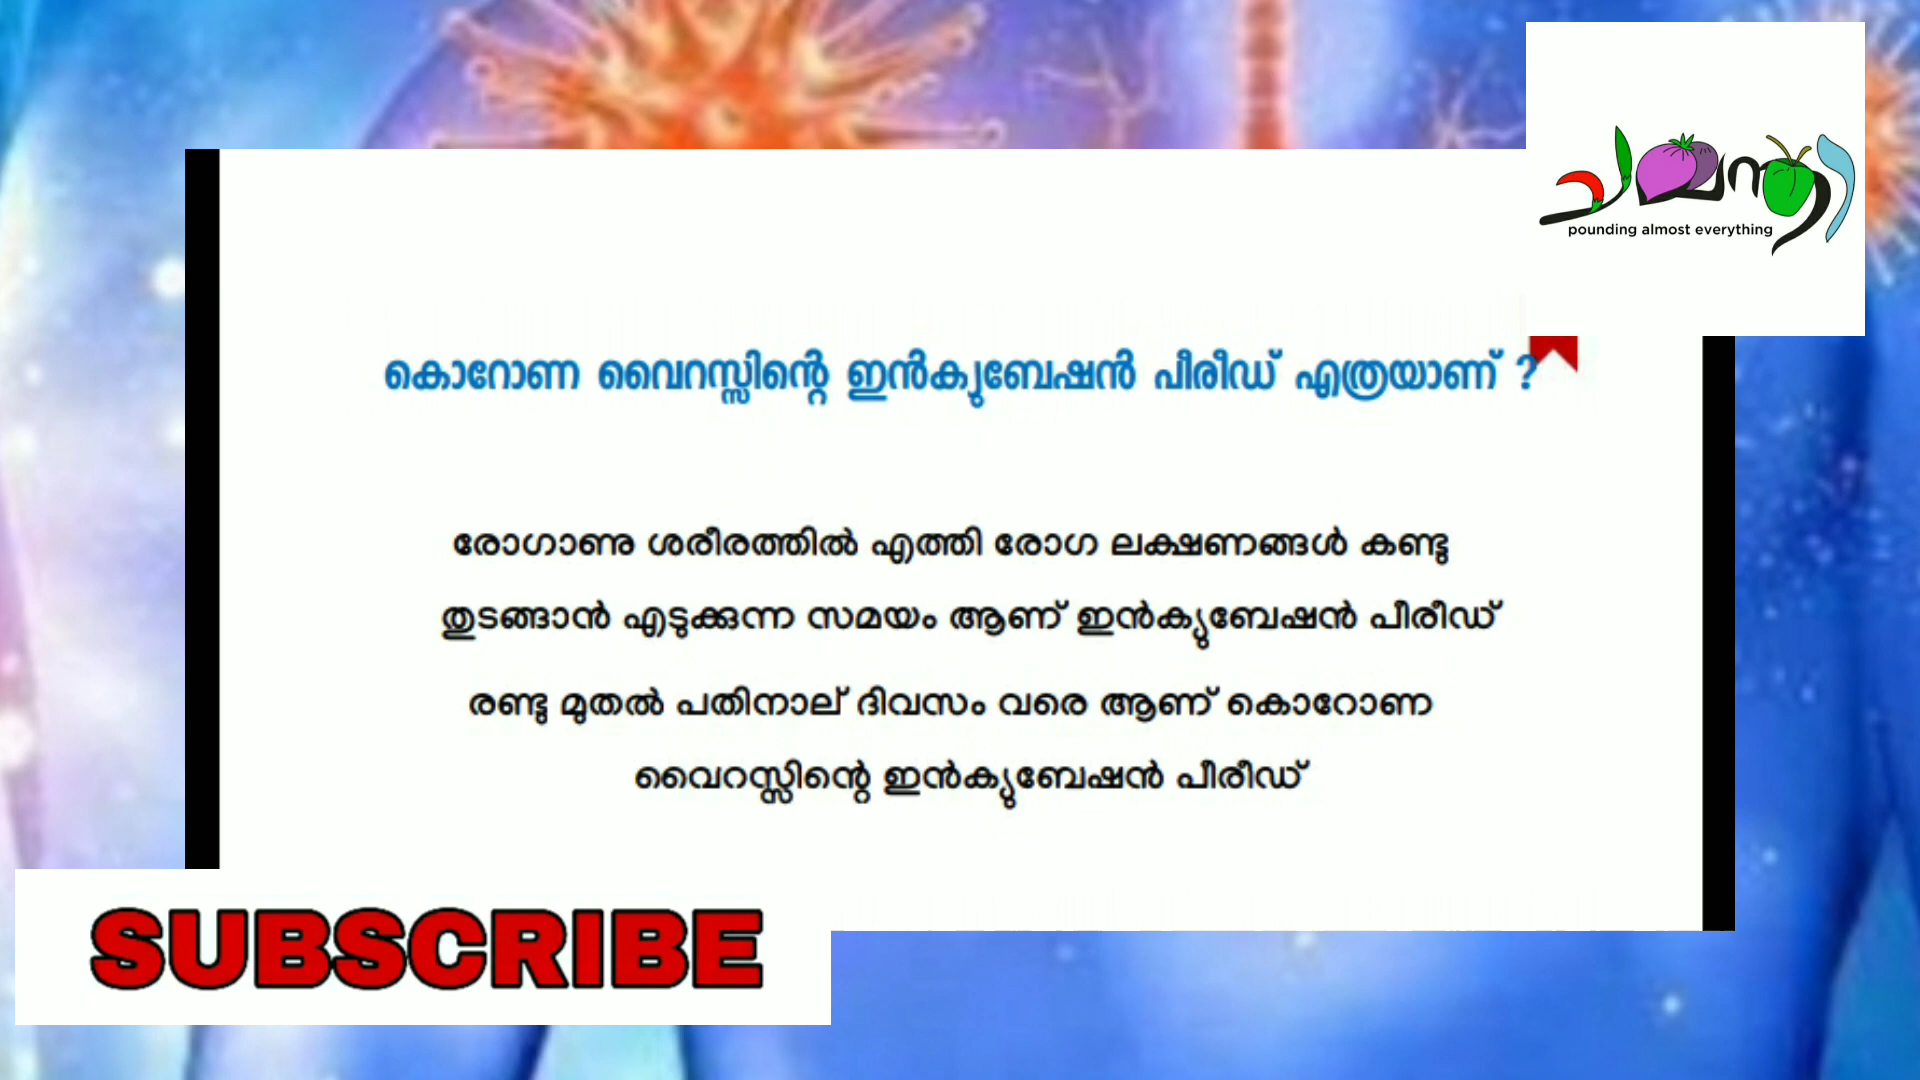 pounding almost everything
കൊറോണ വൈറസ്സിന്റെ ഇൻക്യുബേഷൻ പീരീഡ് എത്രയാണ് ?
രോഗാണു ശരീരത്തിൽ എത്തി രോഗ ലക്ഷണങ്ങൾ കണ്ടു
തുടങ്ങാൻ എടുക്കുന്ന സമയം ആണ് ഇൻക്യുബേഷൻ പീരീഡ്
രണ്ടു മുതൽ പതിനാല് ദിവസം വരെ ആണ് കൊറോണ
വൈറസ്സിന്റെ ഇൻക്യുബേഷൻ പീരീഡ്
SUBSCRIBE